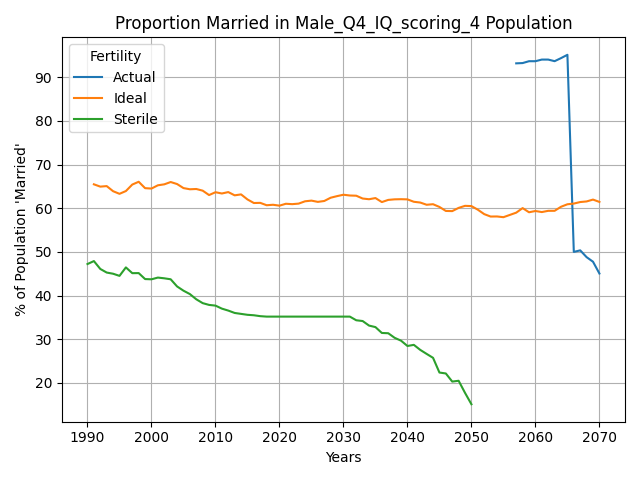 Proportion Married in Male_Q4_IQ_scoring_4 Population
Fertility
Actual
Ideal
Sterile
% of Population 'Married'
90
80
70
60
50
40
30
20
1990 2000 2010 2020 2030 2040 2050 2060 2070
Years